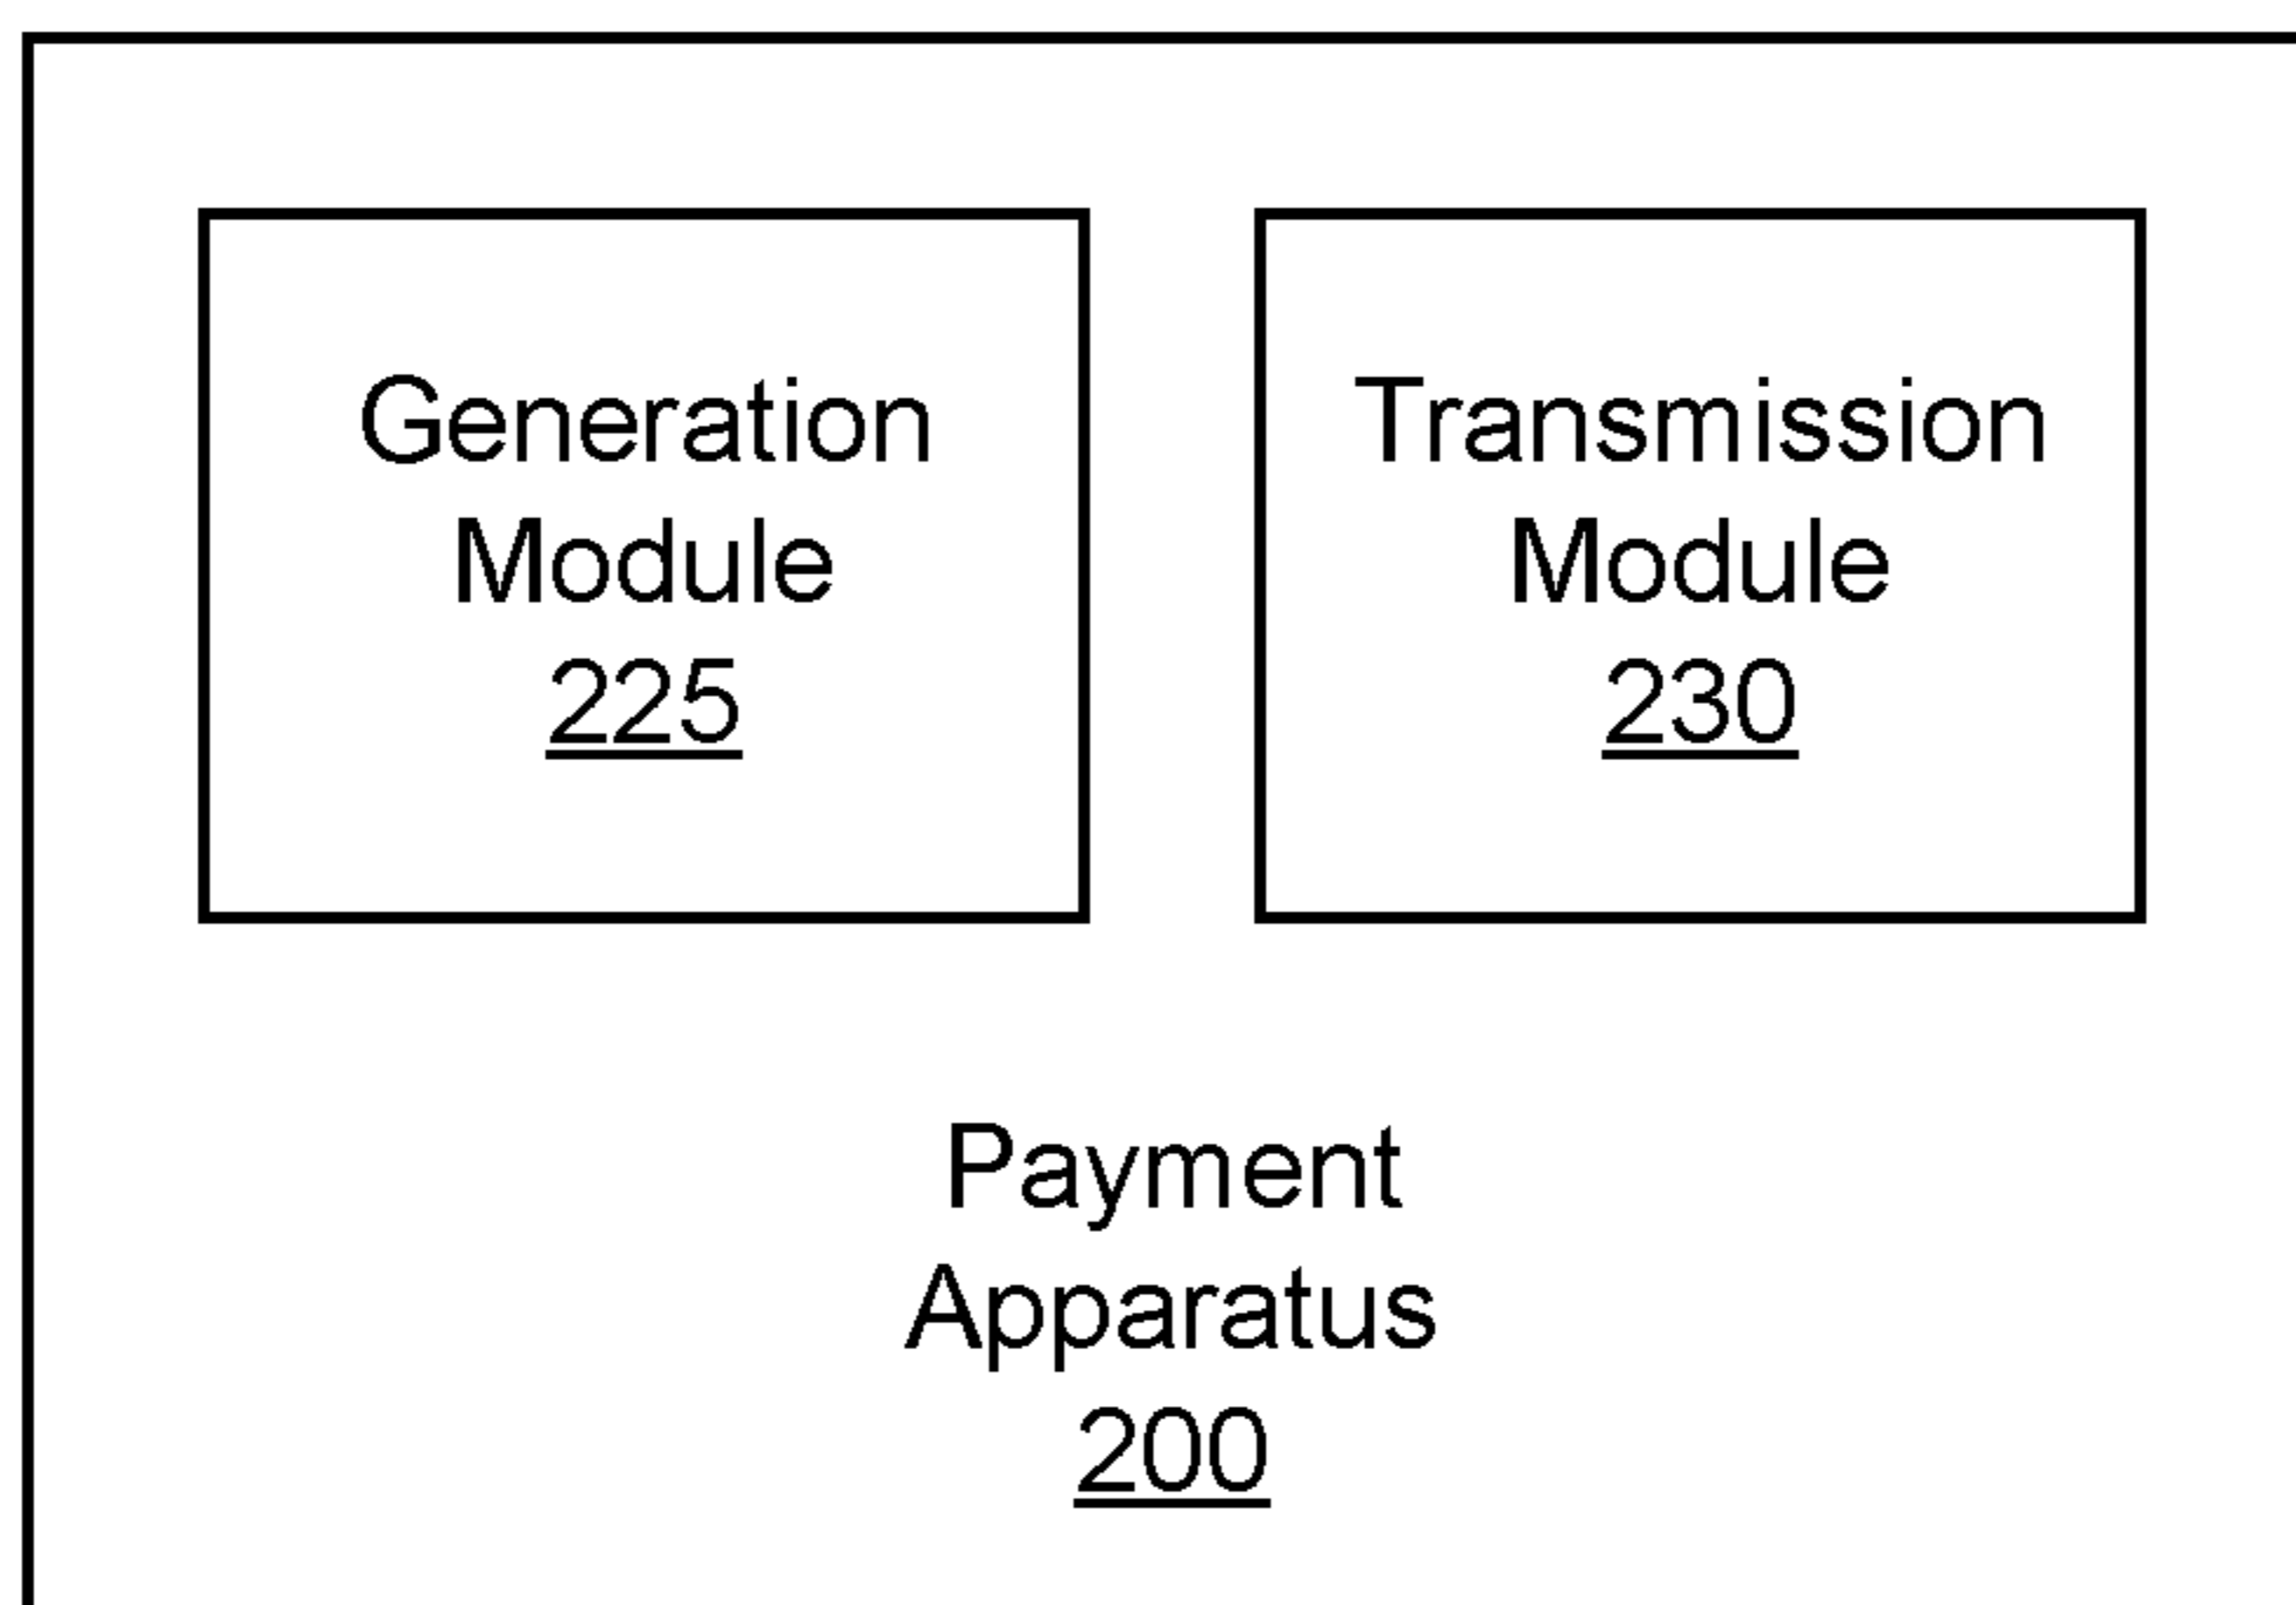 Generation
Module
225
Transmission
Module
230
Payment
Apparatus
200